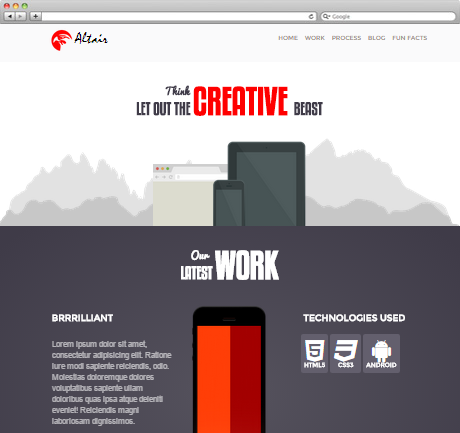 Google
Altair
HOME WORK PROCESS BLOG FUN FACTS
Think
LET OUT THE CREATIVE BEAST
Our
LATEST WORK
BRRRILLIANT
TECHNOLOGIES USED
Lorem ipsum dolor sit amet,
consectetur adipisicing elit. Ratione
iure modi sapiente reiciendis, odio.
Molestias doloremque dolores
voluptatibus sapiente ullam
doloribus quas ipsa atque deleniti
eveniet! Reiciendis magni
laboriosam dignissimos.
HTML5 CSS3 ANDROID